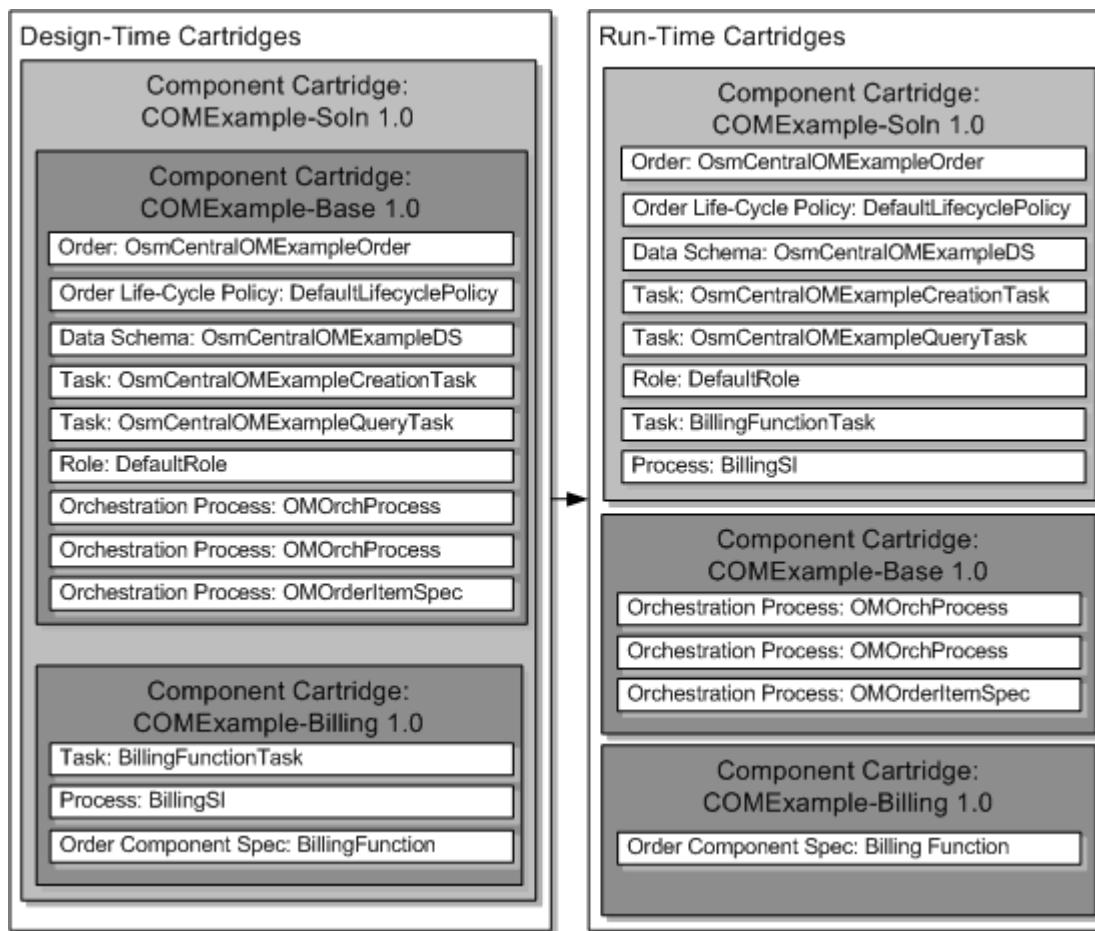 Design-Time Cartridges
Component Cartridge:
COMExample-Soln 1.0
Component Cartridge:
COMExample-Base 1.0
Order: OsmCentralOMExampleOrder
Order Life-Cycle Policy: DefaultLifecyclePolicy
Data Schema: OsmCentralOMExampleDS
Task: OsmCentralOMExampleCreationTask
Task: OsmCentralOMExampleQueryTask
Role: DefaultRole
Orchestration Process: OMOrchProcess
Orchestration Process: OMOrchProcess
Orchestration Process: OMOrderItemSpec
Component Cartridge:
COMExample-Billing 1.0
Task: BillingFunctionTask
Process: BillingSI
Order Component Spec: BillingFunction
Run-Time Cartridges
Component Cartridge:
COMExample-Soln 1.0
Order: OsmCentralOMExampleOrder
Order Life-Cycle Policy: DefaultLifecyclePolicy
Data Schema: OsmCentralOMExampleDS
Task: OsmCentralOMExampleCreationTask
Task: OsmCentralOMExampleQueryTask
Role: DefaultRole
Task: BillingFunctionTask
Process: BillingSI
Component Cartridge:
COMExample-Base 1.0
Orchestration Process: OMOrchProcess
Orchestration Process: OMOrchProcess
Orchestration Process: OMOrderItemSpec
Component Cartridge:
COMExample-Billing 1.0
Order Component Spec: Billing Function